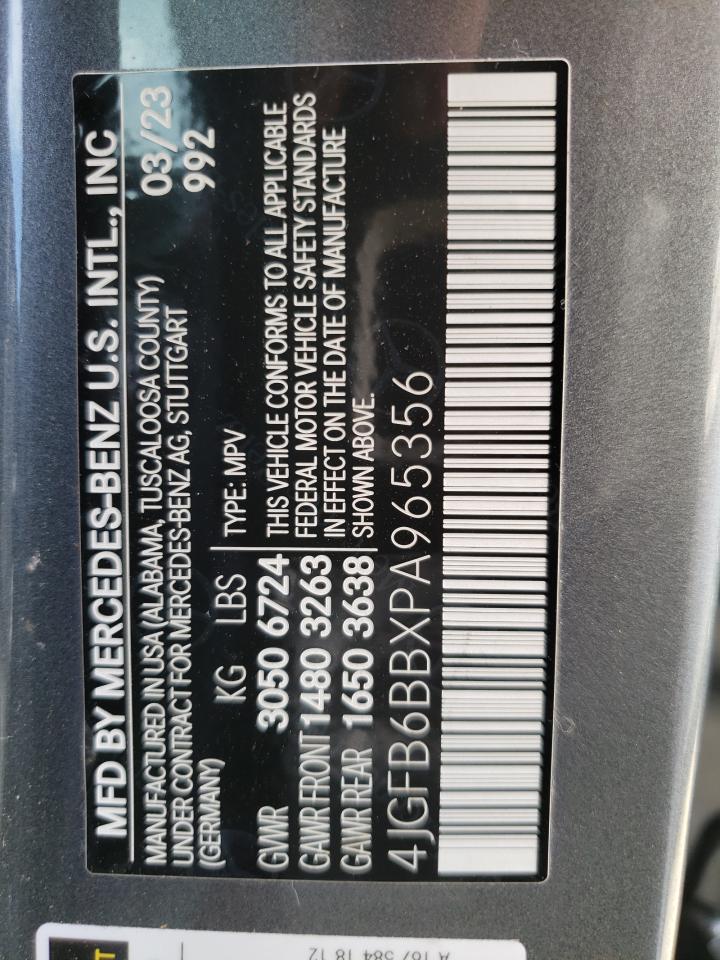 MFD BY MERCEDES-BENZ U.S. INTL., INC
MANUFACTURED IN USA (ALABAMA, TUSCALOOSA COUNTY) 03/23
UNDER CONTRACT FOR MERCEDES-BENZ AG, STUTTGART 992
(GERMANY)
KG LBS TYPE: MPV
GVWR 3050 6724 THIS VEHICLE CONFORMS TO ALL APPLICABLE
GAWR FRONT 1480 3263 FEDERAL MOTOR VEHICLE SAFETY STANDARDS
GAWR REAR 1650 3638 IN EFFECT ON THE DATE OF MANUFACTURE
SHOWN ABOVE.
4JGFB6BBXPA965356
A 167 584 18 12